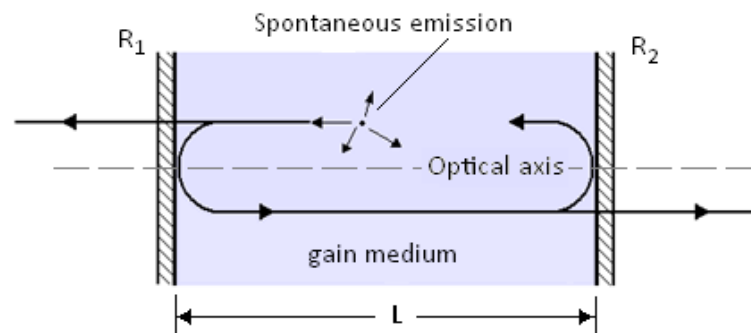 Spontaneous emission
R1
R2
Optical axis
gain medium
L